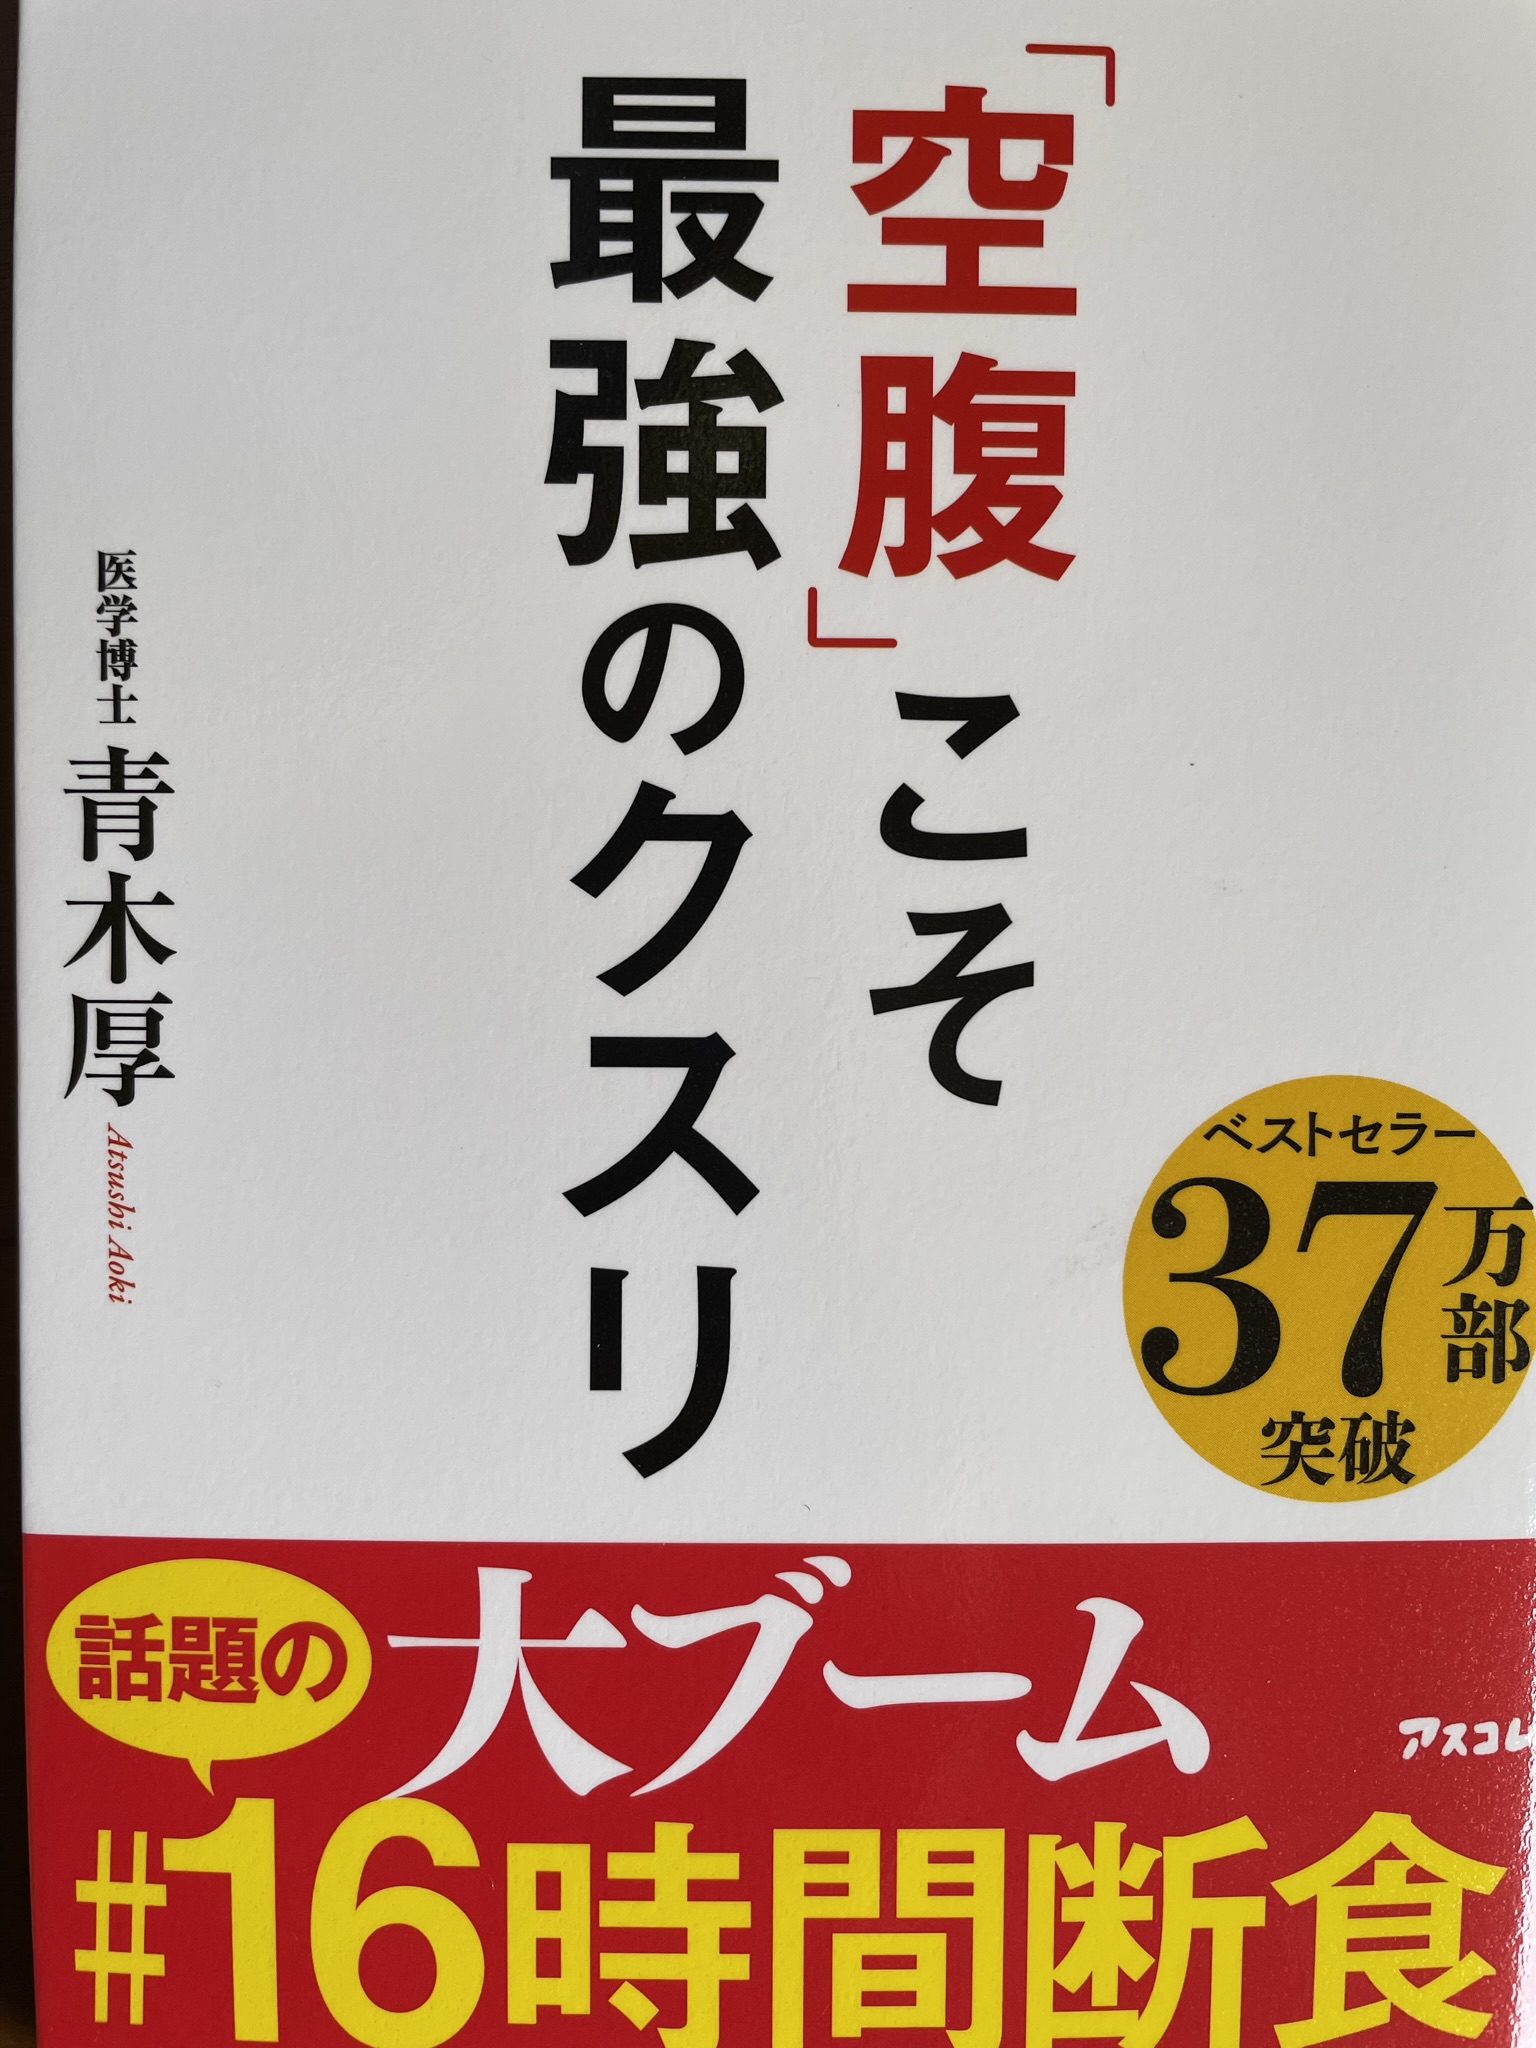 「空腹」こそ
最強のクスリ
医学博士 青木厚 Atsushi Aoki
ベストセラー
37万部
突破
話題の
大ブーム
アスコム
#16時間断食